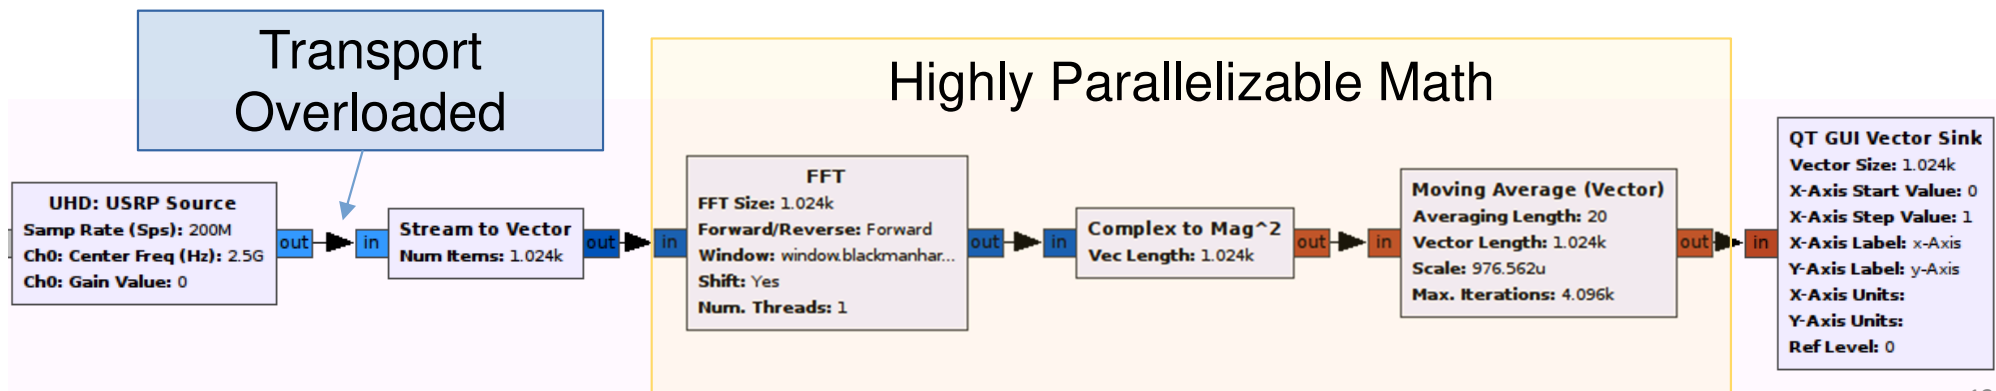 Transport
Overloaded
Highly Parallelizable Math
UHD: USRP Source
Samp Rate (Sps): 200M
Ch0: Center Freq (Hz): 2.5G
Ch0: Gain Value: 0
out
in
Stream to Vector
Num Items: 1.024k
out
in
FFT
FFT Size: 1.024k
Forward/Reverse: Forward
Window: window.blackmanhar...
Shift: Yes
Num. Threads: 1
out
in
Complex to Mag^2
Vec Length: 1.024k
out
in
Moving Average (Vector)
Averaging Length: 20
Vector Length: 1.024k
Scale: 976.562u
Max. Iterations: 4.096k
out
in
QT GUI Vector Sink
Vector Size: 1.024k
X-Axis Start Value: 0
X-Axis Step Value: 1
X-Axis Label: x-Axis
Y-Axis Label: y-Axis
X-Axis Units:
Y-Axis Units:
Ref Level: 0